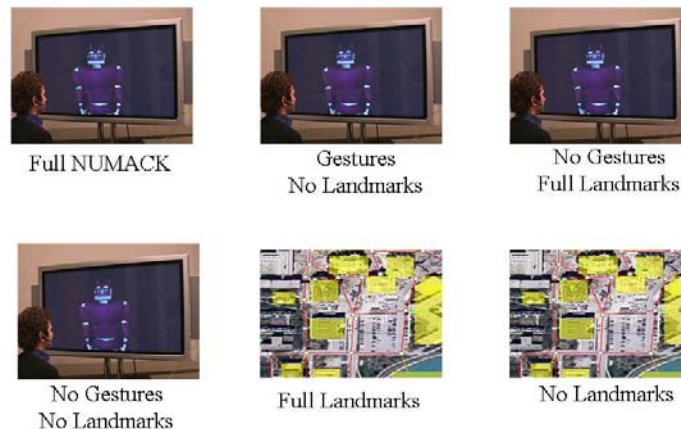 Full NUMACK
Gestures
No Landmarks
No Gestures
Full Landmarks
No Gestures
No Landmarks
Full Landmarks
No Landmarks